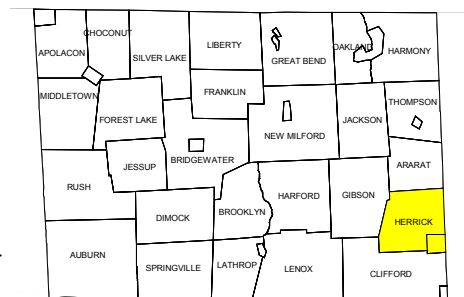 CHOCONUT
APOLACON
SILVER LAKE
LIBERTY
GREAT BEND
OAKLAND
HARMONY
MIDDLETOWN
FOREST LAKE
FRANKLIN
NEW MILFORD
JACKSON
THOMPSON
JESSUP
BRIDGEWATER
ARARAT
RUSH
DIMOCK
BROOKLYN
HARFORD
GIBSON
HERRICK
AUBURN
SPRINGVILLE
LATHROP
LENOX
CLIFFORD